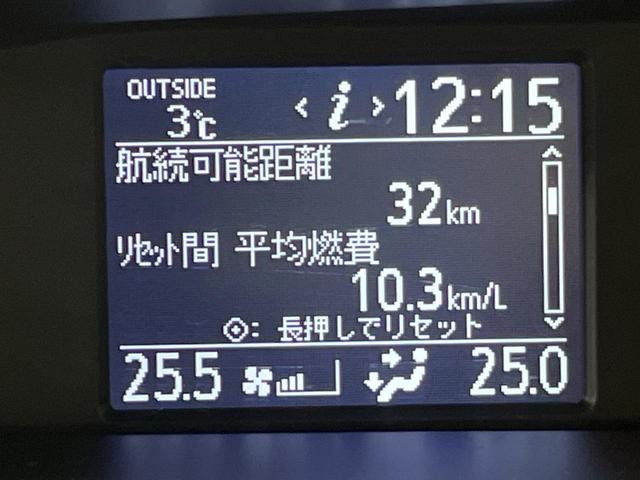 OUTSIDE
3℃
< i > 12:15
航続可能距離
32km
リセット間 平均燃費
10.3km/L
: 長押しでリセット
25.5 25.0